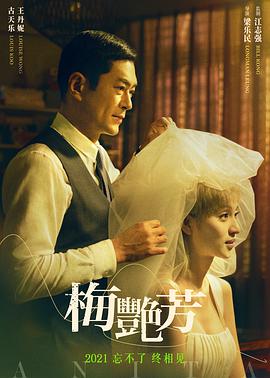 古天乐 LOUIS KOO
王丹妮 LOUISE WONG
监制 江志强 BILL KONG
导演 梁乐民 LONGMAN LEUNG
梅艷芳
2021 忘不了 终相见
ANITA